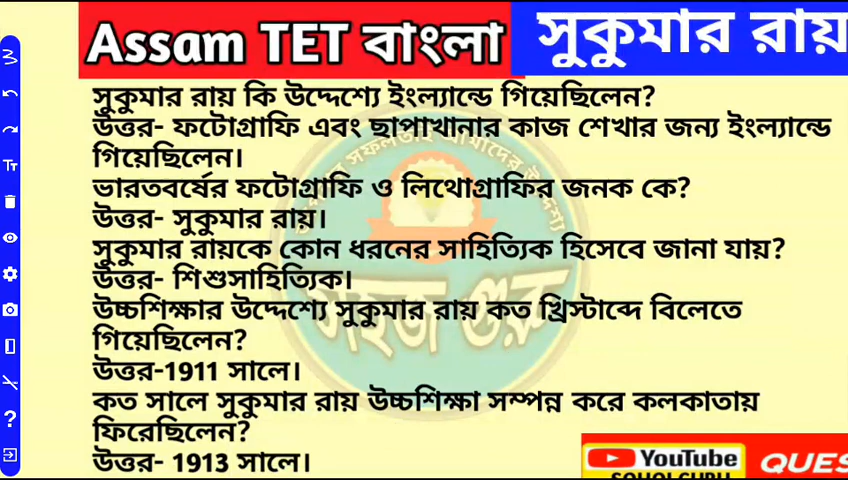 Assam TET বাংলা
সুকুমার রায়
সুকুমার রায় কি উদ্দেশ্যে ইংল্যান্ডে গিয়েছিলেন?
উত্তর- ফটোগ্রাফি এবং ছাপাখানার কাজ শেখার জন্য ইংল্যান্ডে
গিয়েছিলেন।
ভারতবর্ষের ফটোগ্রাফি ও লিথোগ্রাফির জনক কে?
উত্তর- সুকুমার রায়।
সুকুমার রায়কে কোন ধরনের সাহিত্যিক হিসেবে জানা যায়?
উত্তর- শিশুসাহিত্যিক।
উচ্চশিক্ষার উদ্দেশ্যে সুকুমার রায় কত খ্রিস্টাব্দে বিলেতে
গিয়েছিলেন?
উত্তর-1911 সালে।
কত সালে সুকুমার রায় উচ্চশিক্ষা সম্পন্ন করে কলকাতায়
ফিরেছিলেন?
উত্তর- 1913 সালে।
সহজ গুরু
YouTube
QUES